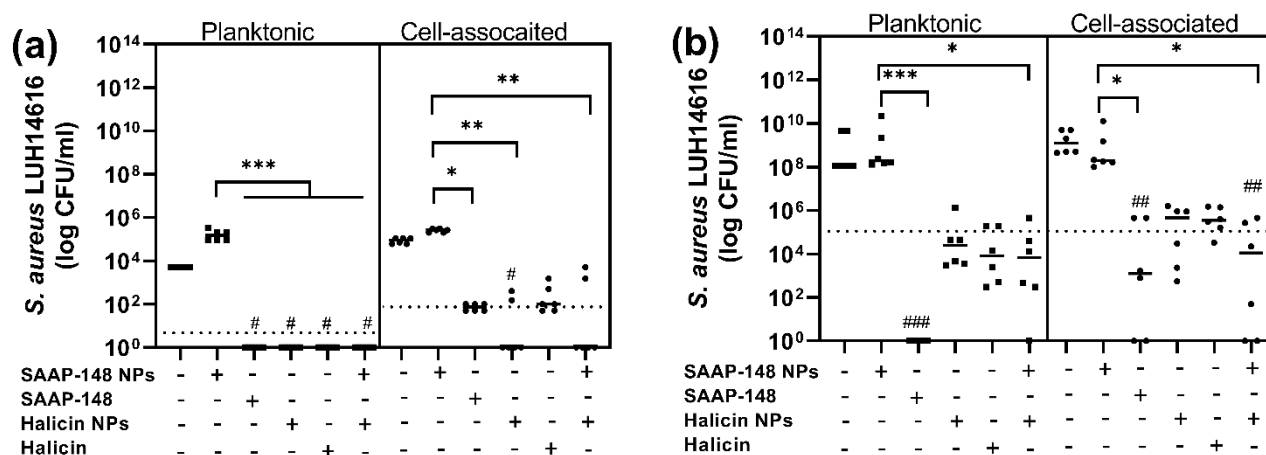 (a)
Planktonic Cell-assocaited
S. aureus LUH14616
(log CFU/ml)
10^14
10^12
10^10
10^8
10^6
10^4
10^2
10^0
***
**
**
*
# # # # #
SAAP-148 NPs - + - - - + - + - - - +
SAAP-148 - - + - - - - - + - - -
Halicin NPs - - - + - + - - - + - +
Halicin - - - - + - - - - - + -
(b)
Planktonic Cell-associated
S. aureus LUH14616
(log CFU/ml)
10^14
10^12
10^10
10^8
10^6
10^4
10^2
10^0
* *
*** *
## ##
###
SAAP-148 NPs - + - - - + - + - - - +
SAAP-148 - - + - - - - - + - - -
Halicin NPs - - - + - + - - - + - +
Halicin - - - - + - - - - - + -